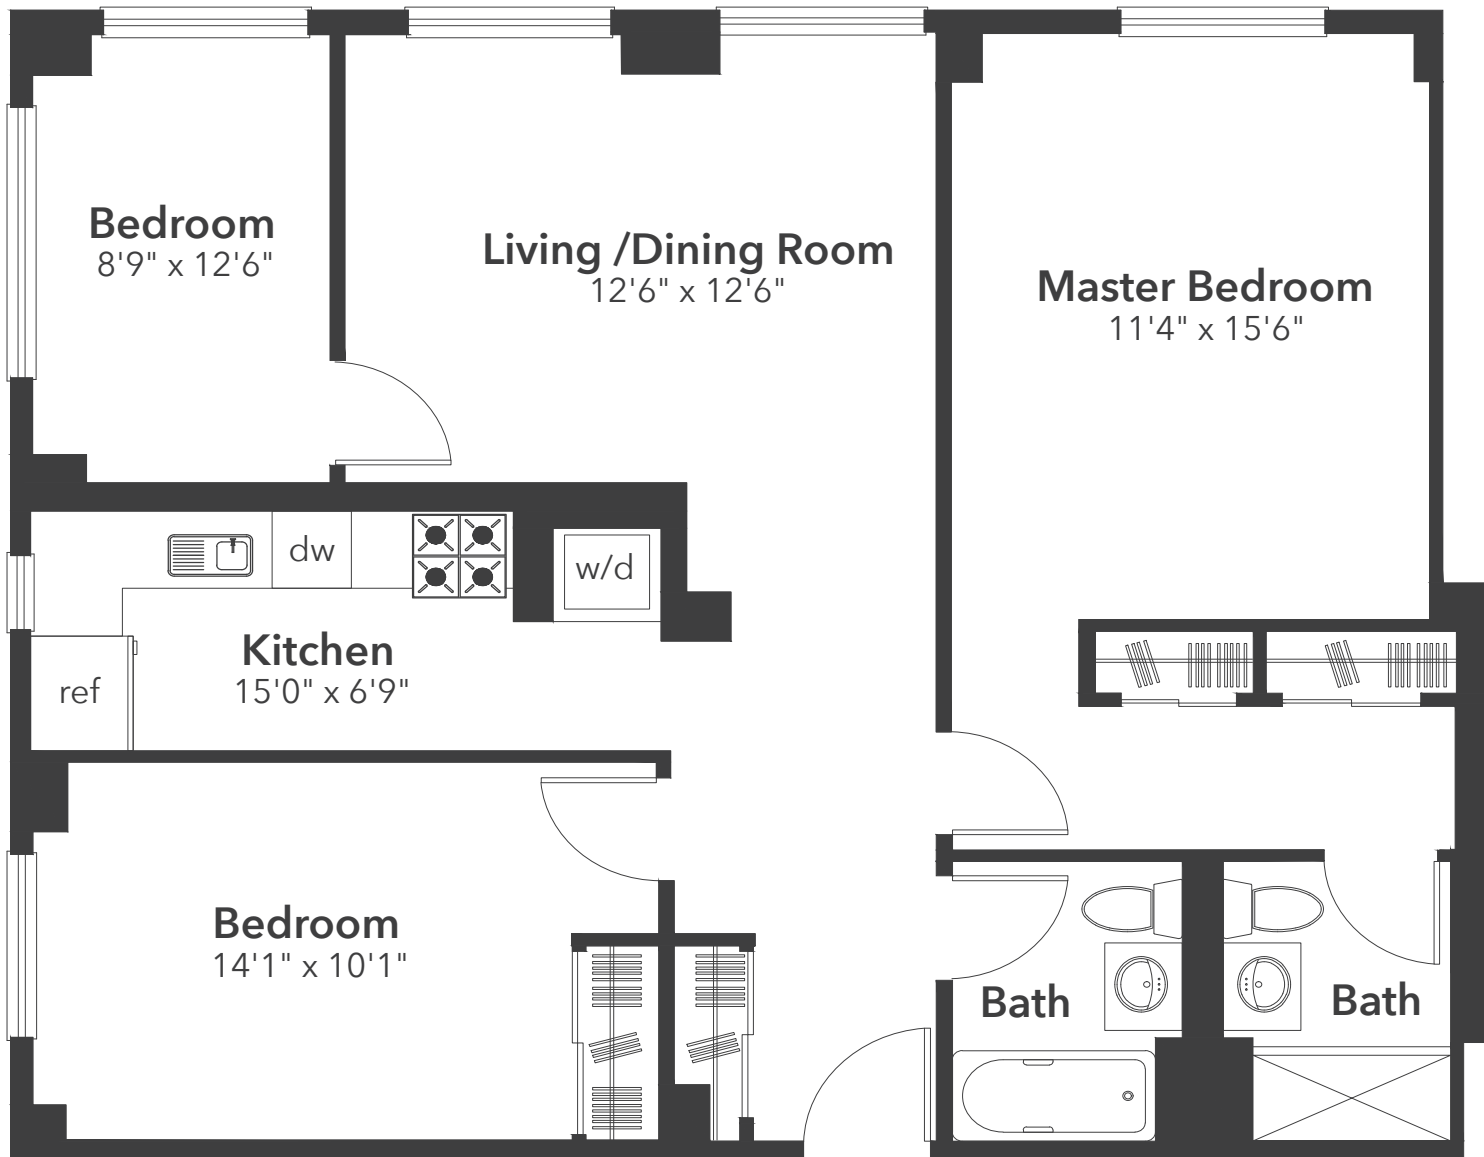 Bedroom
8'9" x 12'6"
Living /Dining Room
12'6" x 12'6"
Master Bedroom
11'4" x 15'6"
dw
w/d
Kitchen
15'0" x 6'9"
ref
Bedroom
14'1" x 10'1"
Bath
Bath